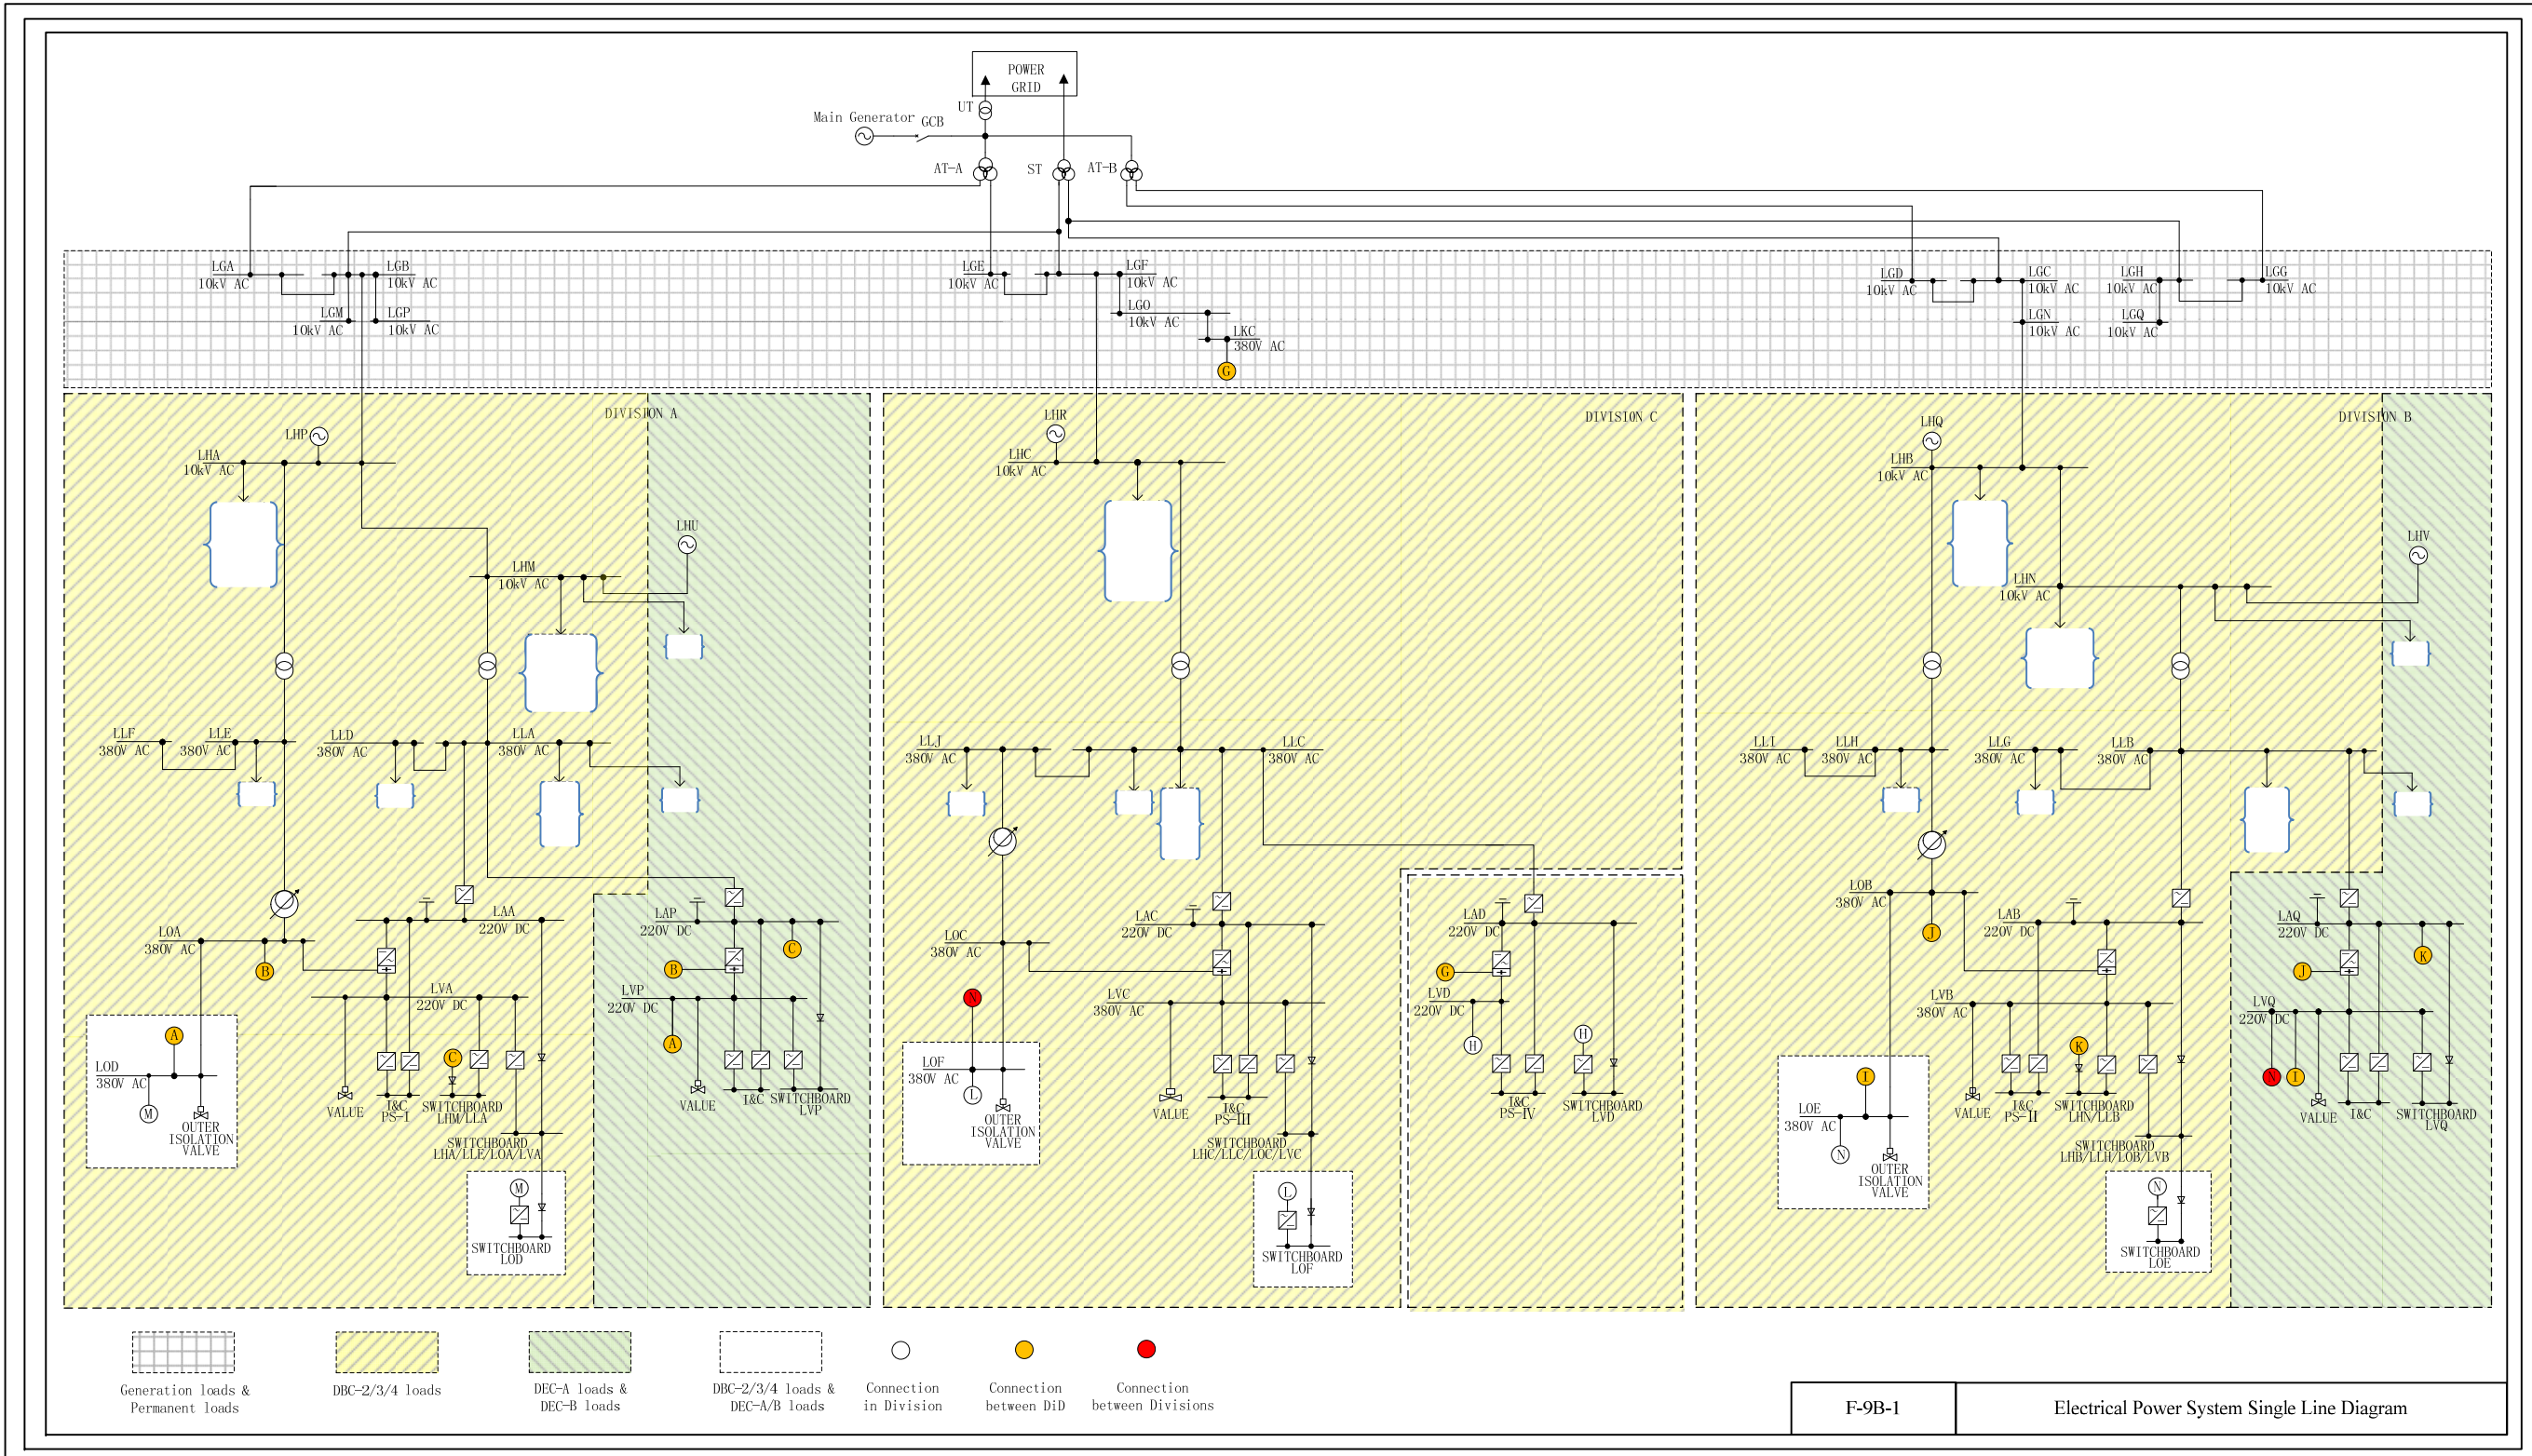 POWER
GRID
UT
Main Generator
GCB
AT-A
ST
AT-B
LGA
10kV AC
LGB
10kV AC
LGM
10kV AC
LGP
10kV AC
LGE
10kV AC
LGF
10kV AC
LGO
10kV AC
LKC
380V AC
G
LGD
10kV AC
LGC
10kV AC
LGN
10kV AC
LGH
10kV AC
LGG
10kV AC
LGQ
10kV AC
DIVISION A
LHP
LHA
10kV AC
LHU
LHM
10kV AC
LLF
380V AC
LLE
380V AC
LLD
380V AC
LLA
380V AC
LOA
380V AC
B
LAA
220V DC
LVA
220V DC
LAP
220V DC
C
B
LVP
220V DC
A
A
LOD
380V AC
M
OUTER
ISOLATION
VALVE
VALUE
I&C
PS-I
C
SWITCHBOARD
LHM/LLA
SWITCHBOARD
LHA/LLE/LOA/LVA
M
SWITCHBOARD
LOD
VALUE
I&C
SWITCHBOARD
LVP
DIVISION C
LHR
LHC
10kV AC
LLJ
380V AC
LLC
380V AC
LOC
380V AC
LAC
220V DC
LVC
380V AC
N
LOF
380V AC
L
OUTER
ISOLATION
VALVE
VALUE
I&C
PS-III
SWITCHBOARD
LHC/LLC/LOC/LVC
L
SWITCHBOARD
LOF
LAD
220V DC
G
LVD
220V DC
H
H
I&C
PS-IV
SWITCHBOARD
LVD
DIVISION B
LHQ
LHB
10kV AC
LHV
LHN
10kV AC
LLI
380V AC
LLH
380V AC
LLG
380V AC
LLB
380V AC
LOB
380V AC
J
LAB
220V DC
LVB
380V AC
LAQ
220V DC
K
J
LVQ
220V DC
N
I
I
LOE
380V AC
N
OUTER
ISOLATION
VALVE
VALUE
I&C
PS-II
K
SWITCHBOARD
LHN/LLB
SWITCHBOARD
LHB/LLH/LOB/LVB
N
SWITCHBOARD
LOE
VALUE
I&C
SWITCHBOARD
LVQ
Generation loads &
Permanent loads
DBC-2/3/4 loads
DEC-A loads &
DEC-B loads
DBC-2/3/4 loads &
DEC-A/B loads
Connection
in Division
Connection
between DiD
Connection
between Divisions
F-9B-1
Electrical Power System Single Line Diagram